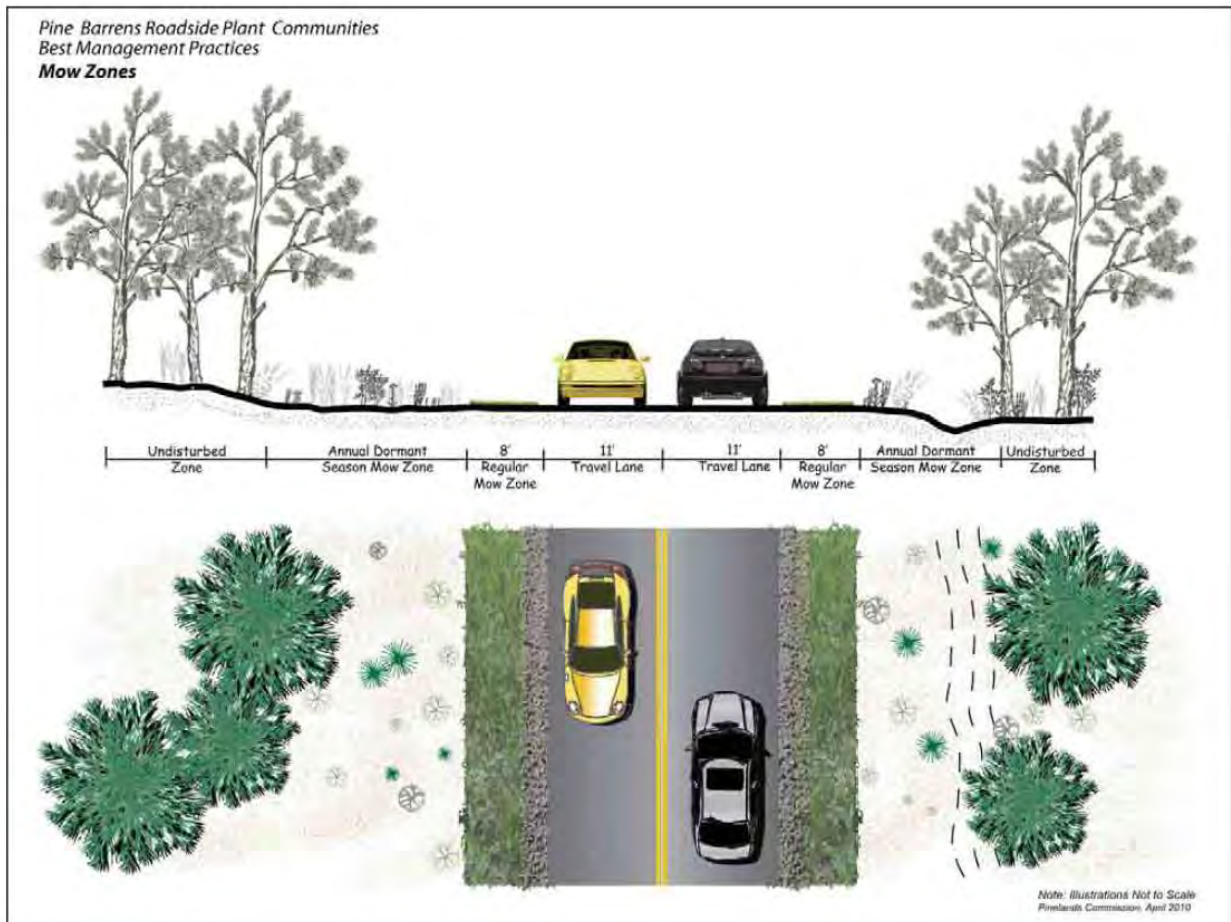 Pine Barrens Roadside Plant Communities
Best Management Practices
Mow Zones
Undisturbed
Zone
Annual Dormant
Season Mow Zone
8'
Regular
Mow Zone
11'
Travel Lane
11'
Travel Lane
8'
Regular
Mow Zone
Annual Dormant
Season Mow Zone
Undisturbed
Zone
Note: Illustrations Not to Scale
Pinelands Commission, April 2010